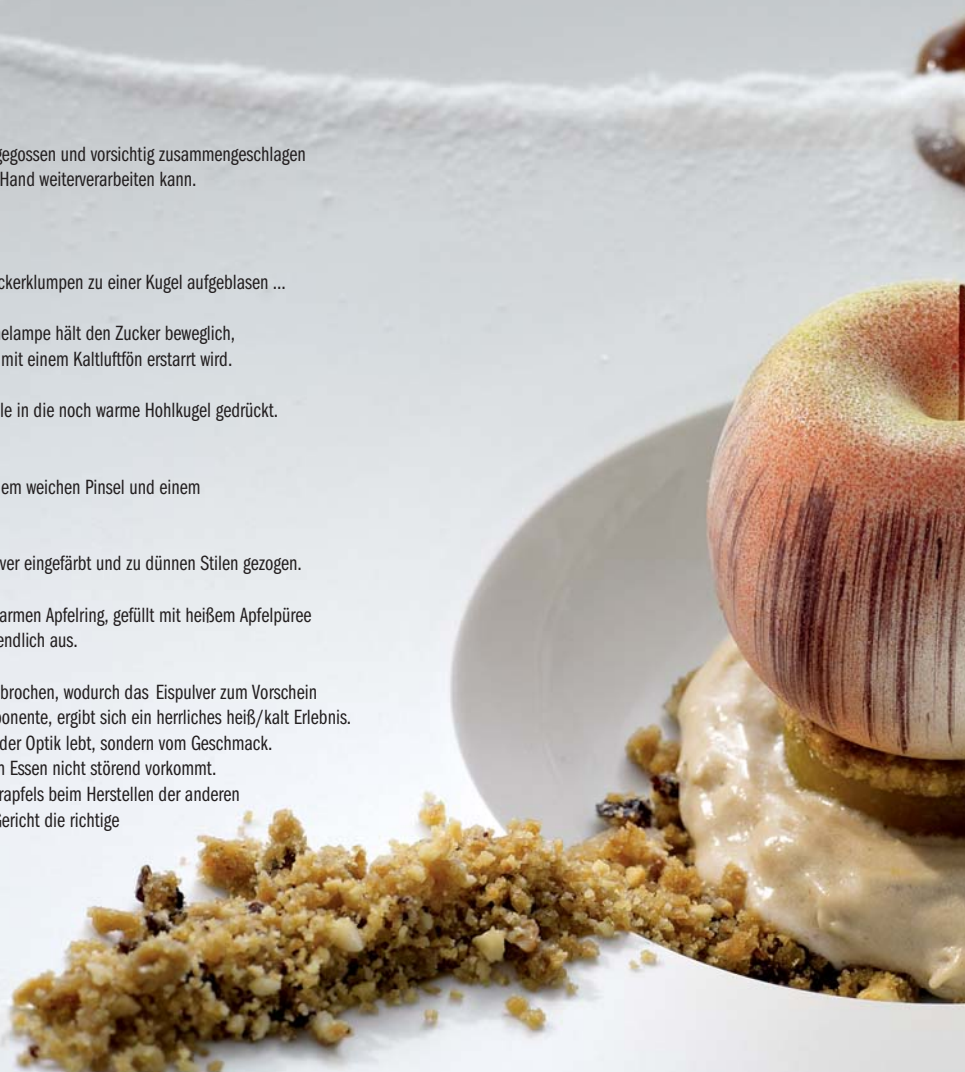 gegossen und vorsichtig zusammengeschlagen
Hand weiterverarbeiten kann.
ckerklumpen zu einer Kugel aufgeblasen ...
elampe hält den Zucker beweglich,
mit einem Kaltluftfön erstarrt wird.
le in die noch warme Hohlkugel gedrückt.
em weichen Pinsel und einem
ver eingefärbt und zu dünnen Stilen gezogen.
armen Apfelring, gefüllt mit heißem Apfelpüree
endlich aus.
brochen, wodurch das Eispulver zum Vorschein
ponente, ergibt sich ein herrliches heiß/kalt Erlebnis.
der Optik lebt, sondern vom Geschmack.
n Essen nicht störend vorkommt.
rapfels beim Herstellen der anderen
Gericht die richtige